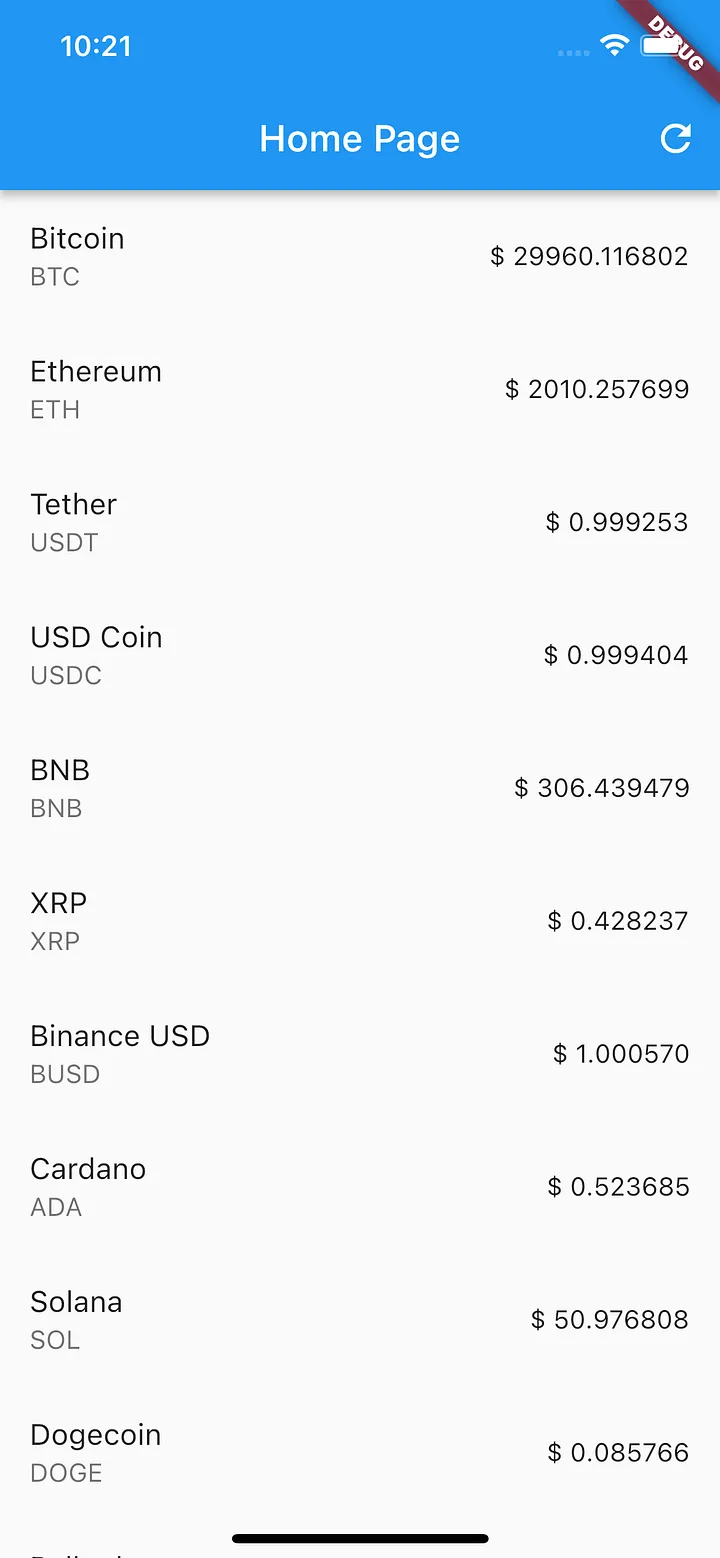 10:21
DEBUG
Home Page
Bitcoin
BTC
$ 29960.116802
Ethereum
ETH
$ 2010.257699
Tether
USDT
$ 0.999253
USD Coin
USDC
$ 0.999404
BNB
BNB
$ 306.439479
XRP
XRP
$ 0.428237
Binance USD
BUSD
$ 1.000570
Cardano
ADA
$ 0.523685
Solana
SOL
$ 50.976808
Dogecoin
DOGE
$ 0.085766